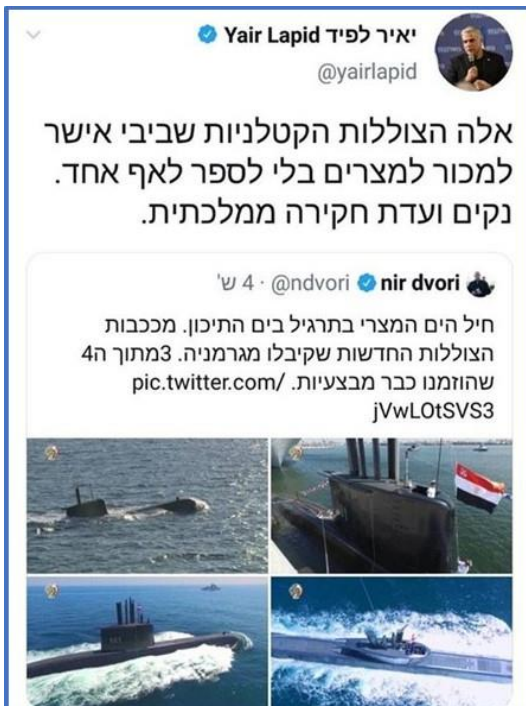 יאיר לפיד Yair Lapid
@yairlapid
אלה הצוללות הקטלניות שביבי אישר
למכור למצרים בלי לספר לאף אחד.
נקים ועדת חקירה ממלכתית.
nir dvori @ndvori · 4 ש'
חיל הים המצרי בתרגיל בים התיכון. מככבות
הצוללות החדשות שקיבלו מגרמניה. 3מתוך ה4
שהוזמנו כבר מבצעיות. pic.twitter.com/
jVwLOtSVS3